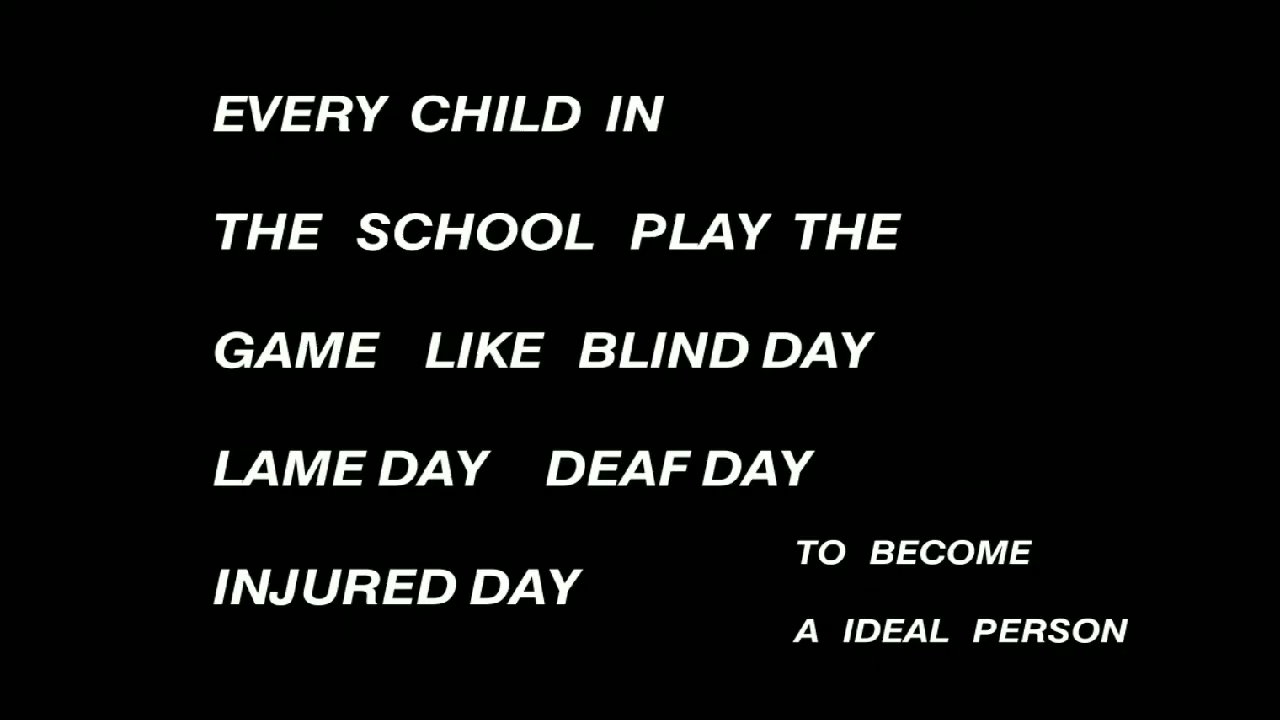 EVERY CHILD IN
THE SCHOOL PLAY THE
GAME LIKE BLIND DAY
LAME DAY DEAF DAY
INJURED DAY
TO BECOME
A IDEAL PERSON